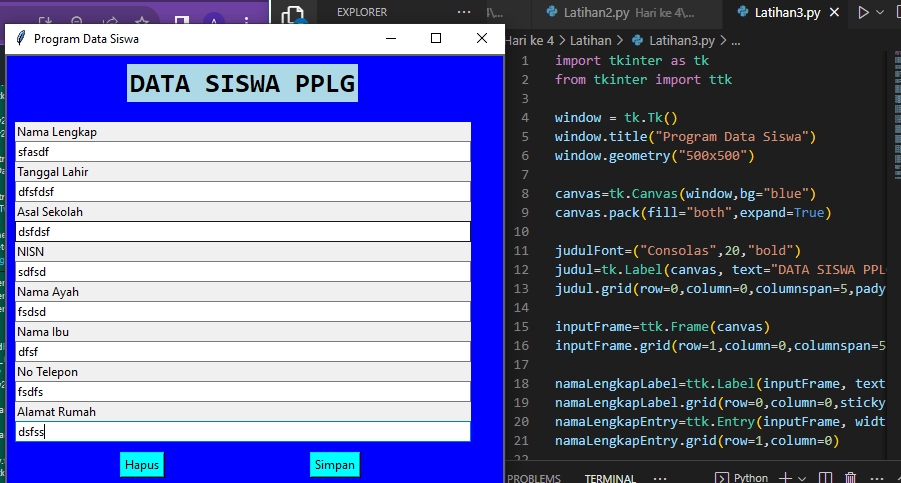 EXPLORER
Latihan2.py Hari ke 4\...
Latihan3.py
Program Data Siswa
Hari ke 4 > Latihan > Latihan3.py > ...
DATA SISWA PPLG
Nama Lengkap
sfasdf
Tanggal Lahir
dfsfdsf
Asal Sekolah
dsfdsf
NISN
sdfsd
Nama Ayah
fsdsd
Nama Ibu
dfsf
No Telepon
fsdfs
Alamat Rumah
dsfss
Hapus Simpan
1 import tkinter as tk
2 from tkinter import ttk
3
4 window = tk.Tk()
5 window.title("Program Data Siswa")
6 window.geometry("500x500")
7
8 canvas=tk.Canvas(window,bg="blue")
9 canvas.pack(fill="both",expand=True)
10
11 judulFont=("Consolas",20,"bold")
12 judul=tk.Label(canvas, text="DATA SISWA PPLG
13 judul.grid(row=0,column=0,columnspan=5,pady
14
15 inputFrame=ttk.Frame(canvas)
16 inputFrame.grid(row=1,column=0,columnspan=5
17
18 namaLengkapLabel=ttk.Label(inputFrame, text
19 namaLengkapLabel.grid(row=0,column=0,sticky
20 namaLengkapEntry=ttk.Entry(inputFrame, widt
21 namaLengkapEntry.grid(row=1,column=0)
22
PROBLEMS TERMINAL ... Python